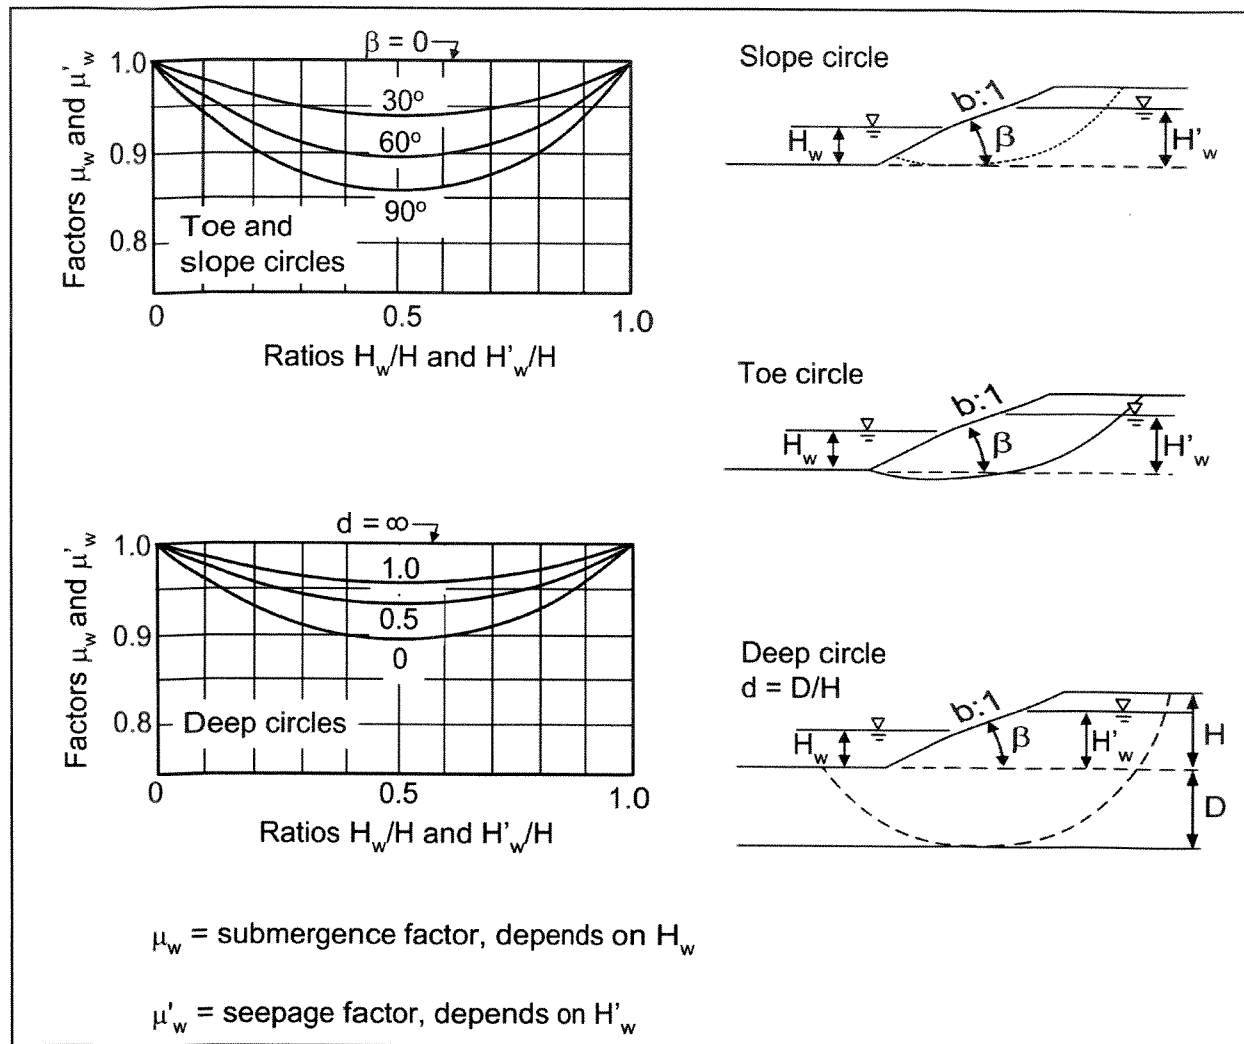 β = 0
Factors μw and μ'w
1.0
0.9
0.8
30º
60º
90º
Toe and
slope circles
0
0.5
1.0
Ratios Hw/H and H'w/H
Slope circle
b:1
Hw
β
H'w
Toe circle
b:1
Hw
β
H'w
d = ∞
Factors μw and μ'w
1.0
0.9
0.8
1.0
0.5
0
Deep circles
0
0.5
1.0
Ratios Hw/H and H'w/H
Deep circle
d = D/H
b:1
Hw
β
H'w
H
D
μw = submergence factor, depends on Hw
μ'w = seepage factor, depends on H'w